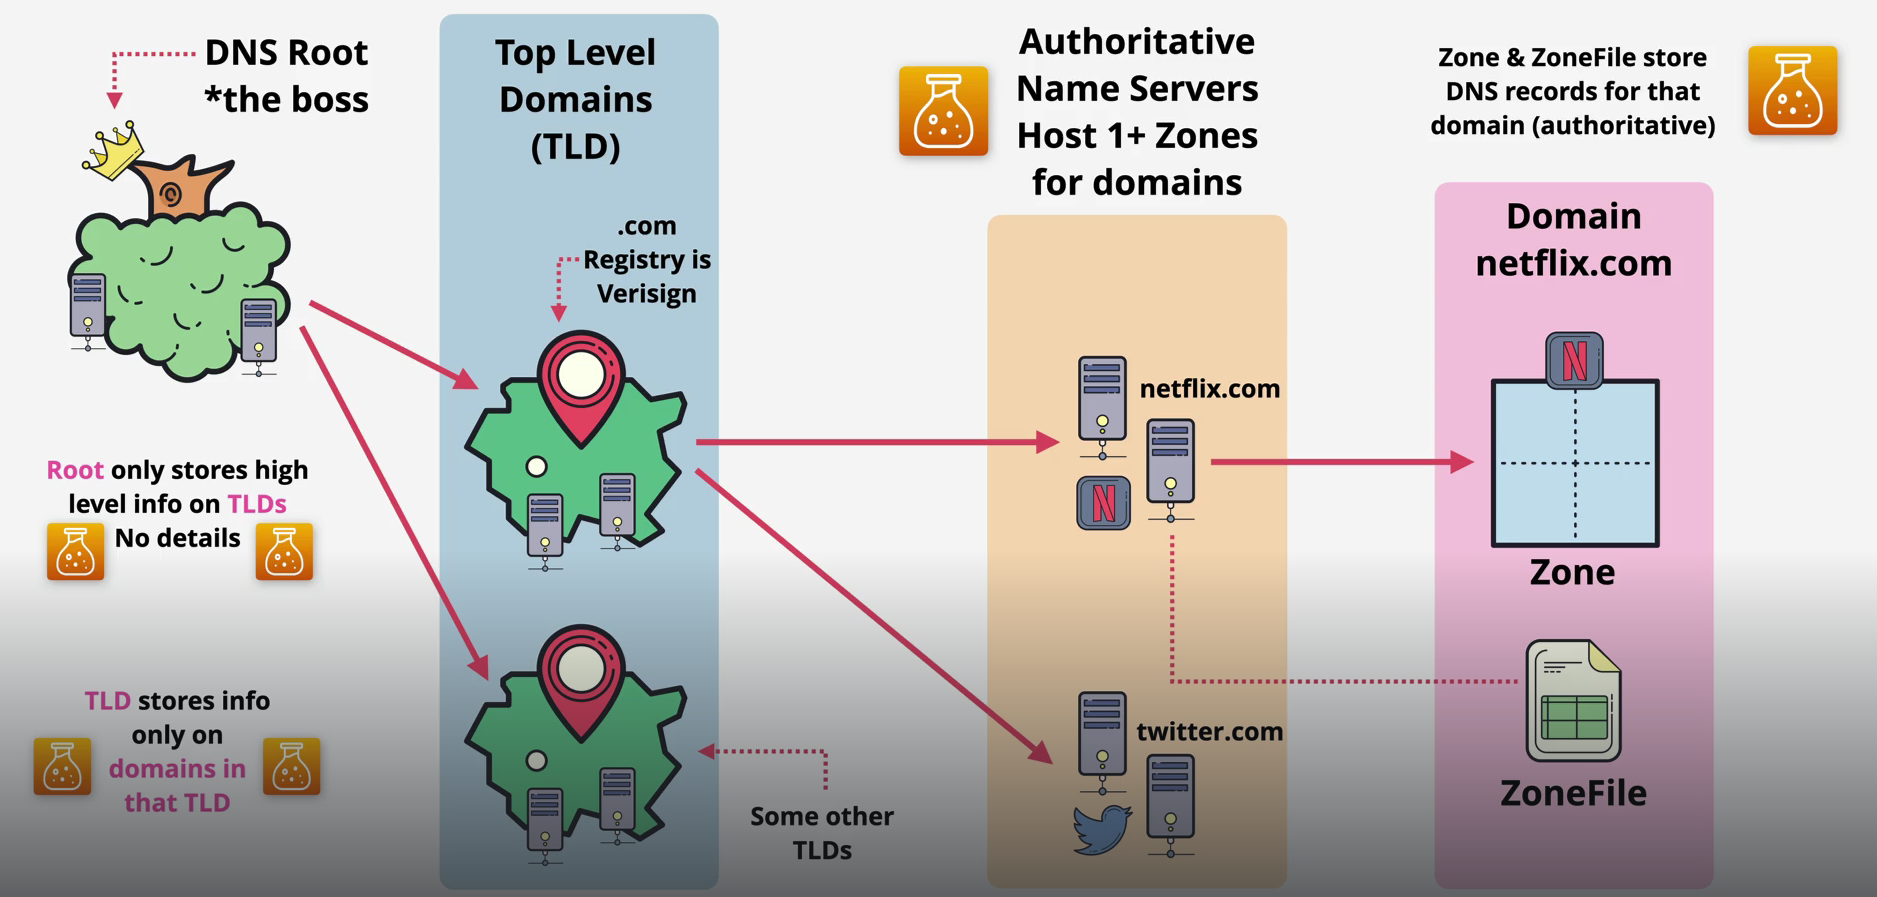 DNS Root
*the boss
Root only stores high
level info on TLDs
No details
TLD stores info
only on
domains in
that TLD
Top Level
Domains
(TLD)
.com
Registry is
Verisign
Some other
TLDs
Authoritative
Name Servers
Host 1+ Zones
for domains
netflix.com
N
twitter.com
Zone & ZoneFile store
DNS records for that
domain (authoritative)
Domain
netflix.com
N
Zone
ZoneFile